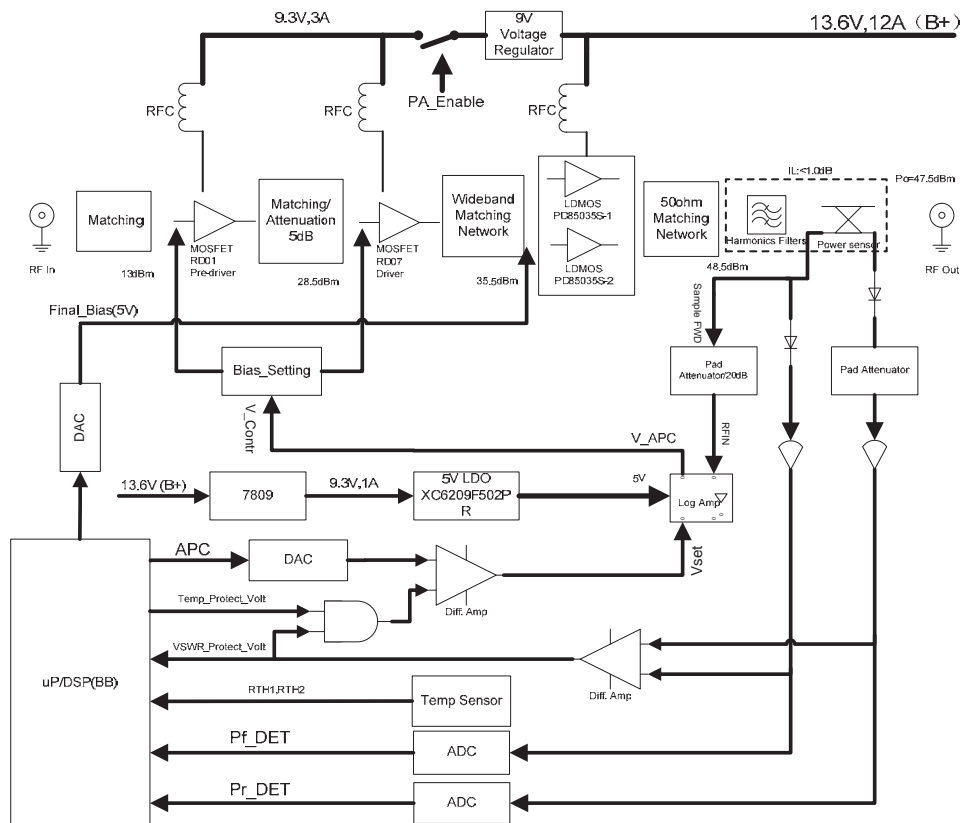 9.3V,3A
9V
Voltage
Regulator
13.6V,12A（B+)
PA_Enable
RFC
RFC
RFC
IL:<1.0dB
Po=47.5dBm
Matching
Matching/
Attenuation
5dB
Wideband
Matching
Network
LDMOS
PD85035S-1
LDMOS
PD85035S-2
50ohm
Matching
Network
Harmonics Filters
Power sensor
RF In
13dBm
MOSFET
RD01
Pre-driver
28.5dBm
MOSFET
RD07
Driver
35.5dBm
48.5dBm
RF Out
Final_Bias(5V)
Sample FWD
Bias_Setting
Pad
Attenuator/20dB
Pad Attenuator
DAC
V_Contr
V_APC
RFIN
13.6V(B+)
7809
9.3V,1A
5V LDO
XC6209F502P
R
5V
Log Amp
APC
DAC
Vset
Diff. Amp
Temp_Protect_Volt
VSWR_Protect_Volt
Diff. Amp
uP/DSP(BB)
RTH1,RTH2
Temp Sensor
Pf_DET
ADC
Pr_DET
ADC